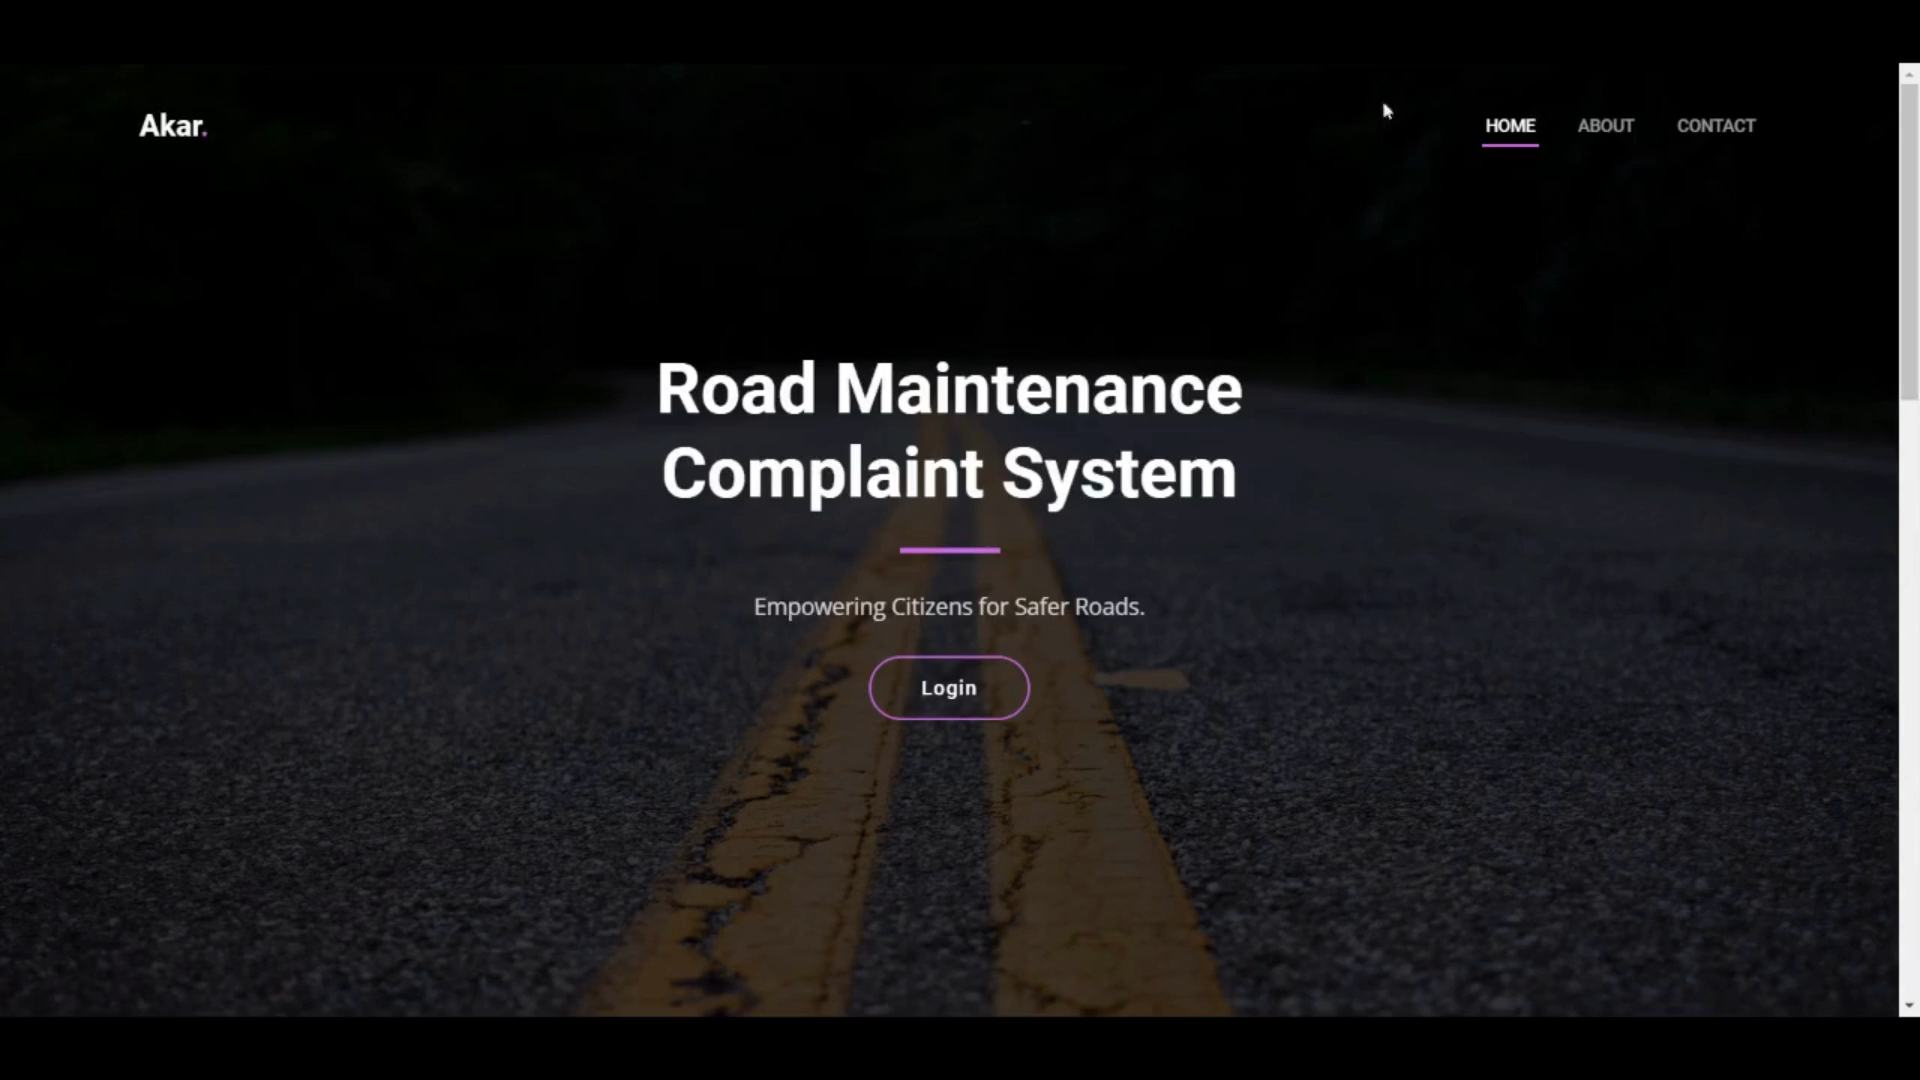 Akar.
HOME ABOUT CONTACT
Road Maintenance
Complaint System
Empowering Citizens for Safer Roads.
Login